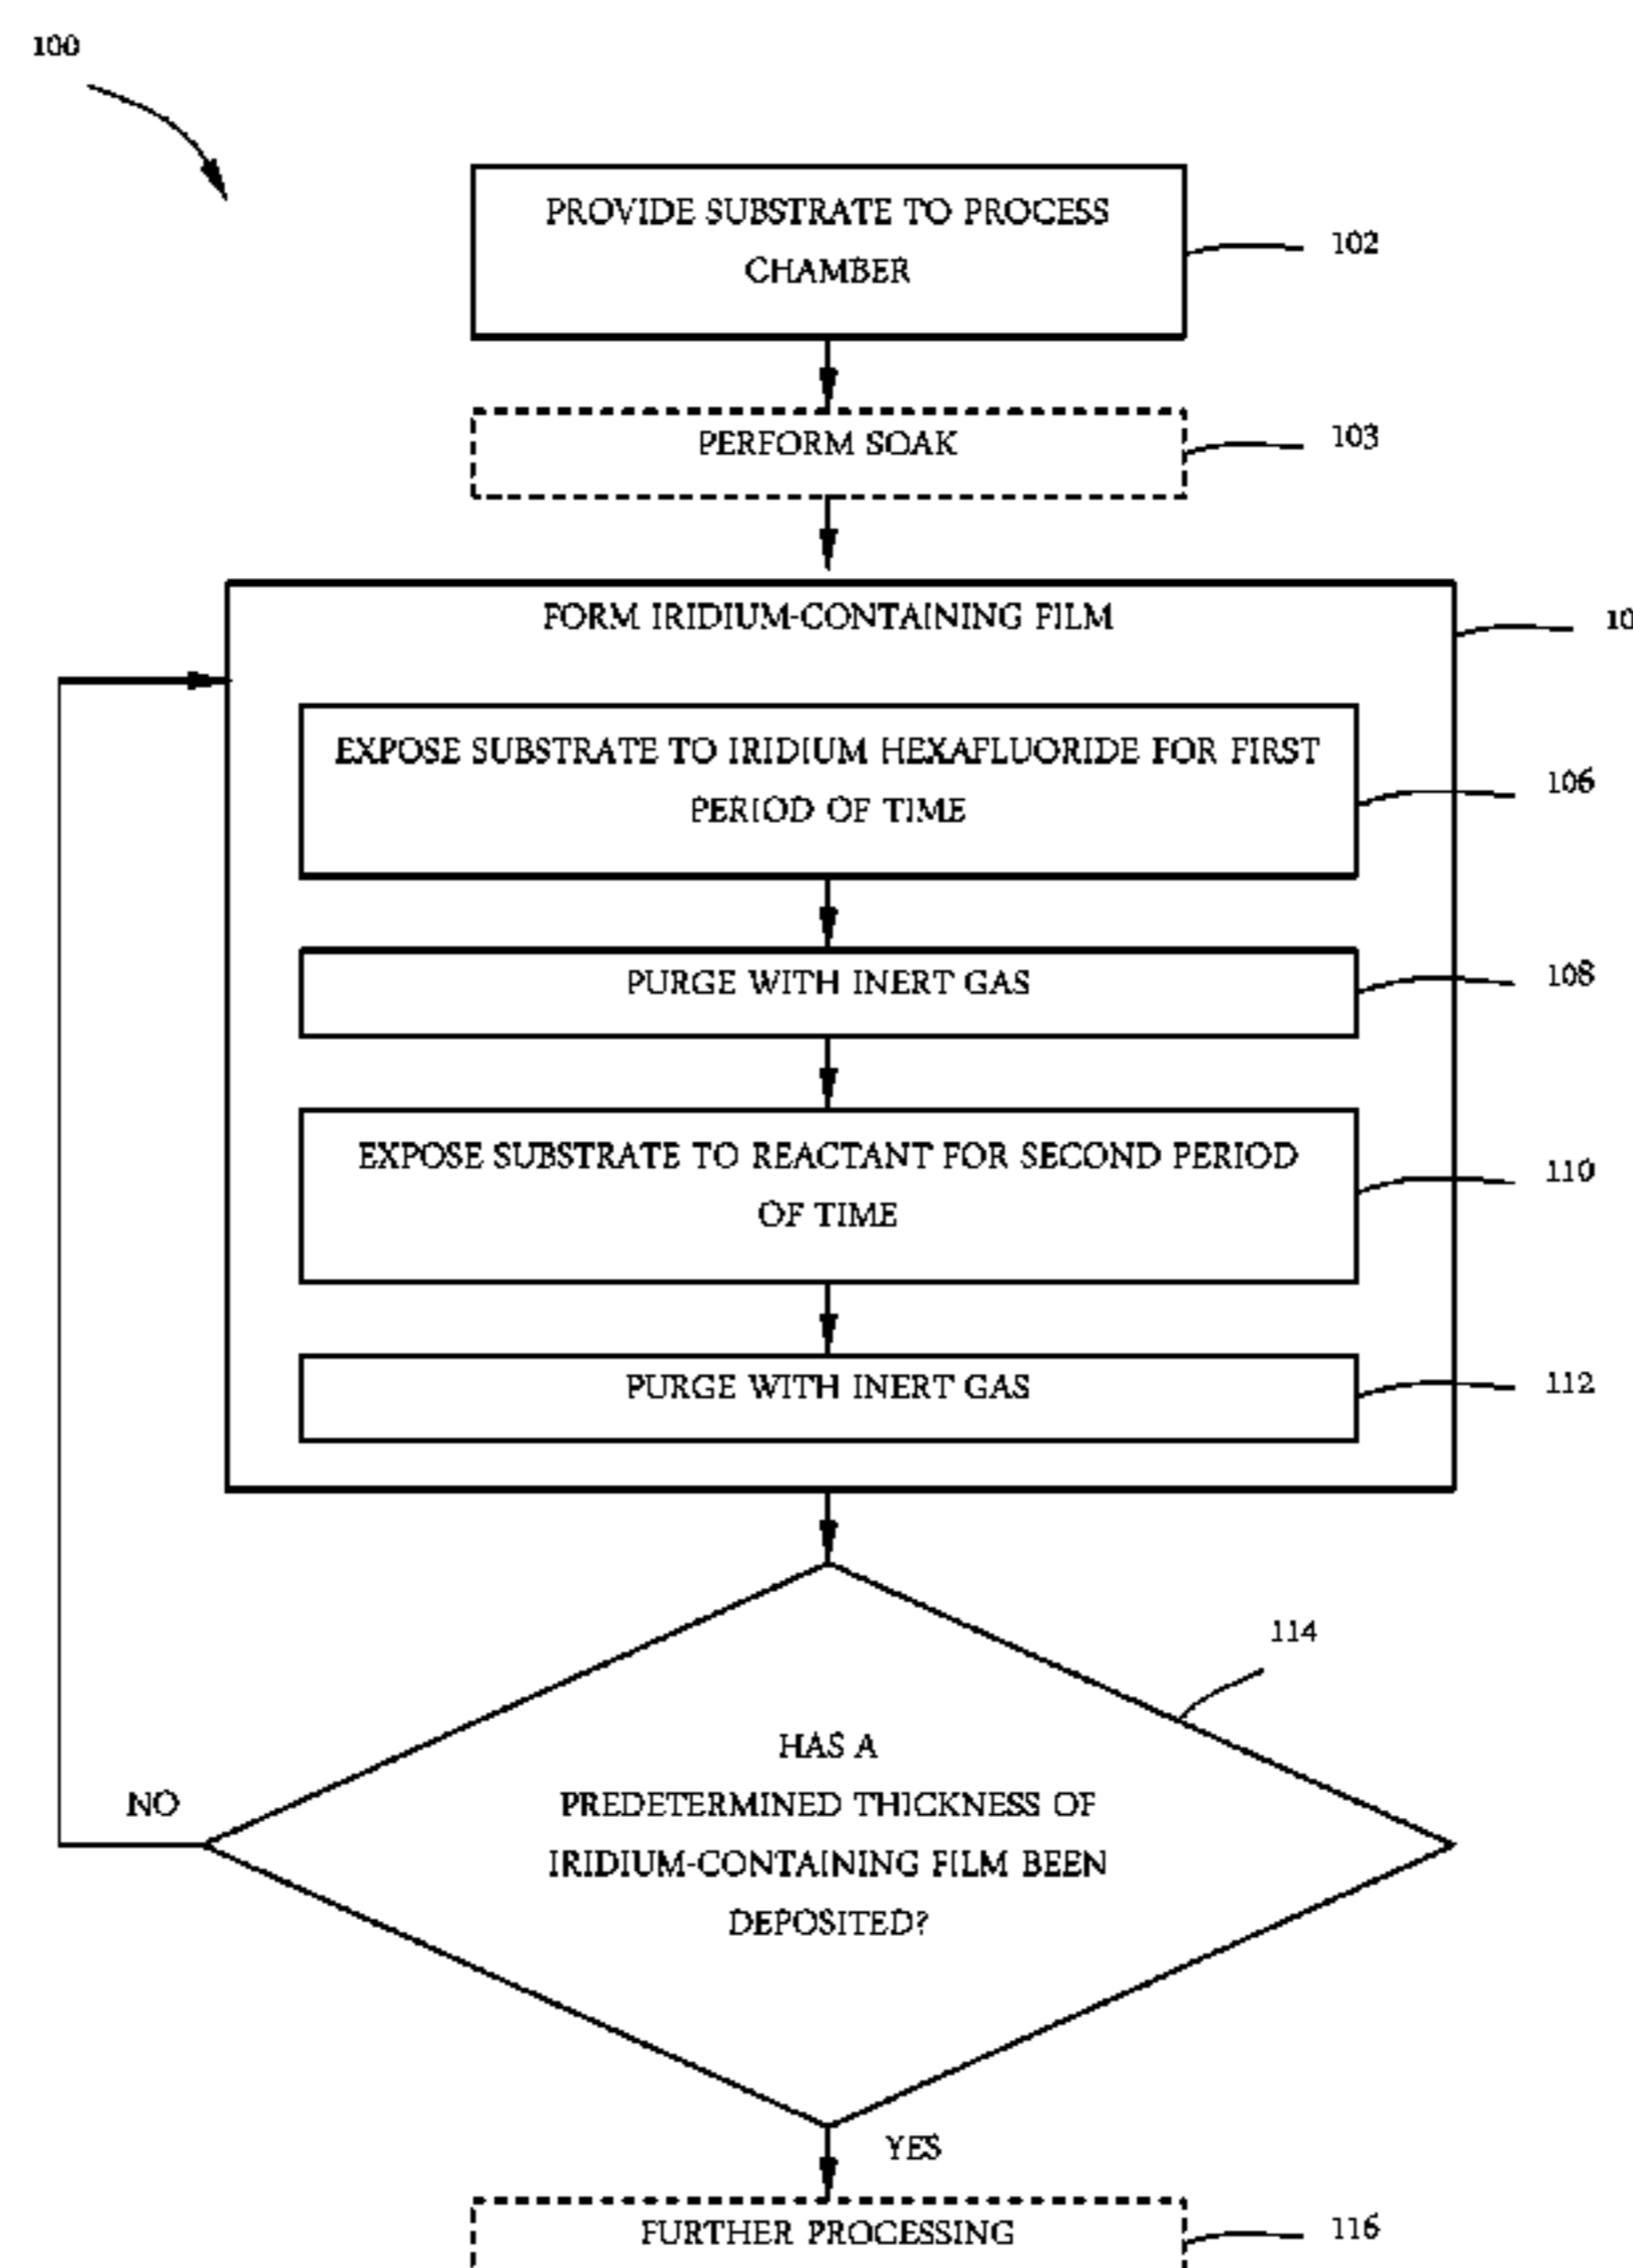 100
PROVIDE SUBSTRATE TO PROCESS
CHAMBER
102
PERFORM SOAK
103
FORM IRIDIUM-CONTAINING FILM
10
EXPOSE SUBSTRATE TO IRIDIUM HEXAFLUORIDE FOR FIRST
PERIOD OF TIME
106
PURGE WITH INERT GAS
108
EXPOSE SUBSTRATE TO REACTANT FOR SECOND PERIOD
OF TIME
110
PURGE WITH INERT GAS
112
114
HAS A
PREDETERMINED THICKNESS OF
IRIDIUM-CONTAINING FILM BEEN
DEPOSITED?
NO
YES
FURTHER PROCESSING
116